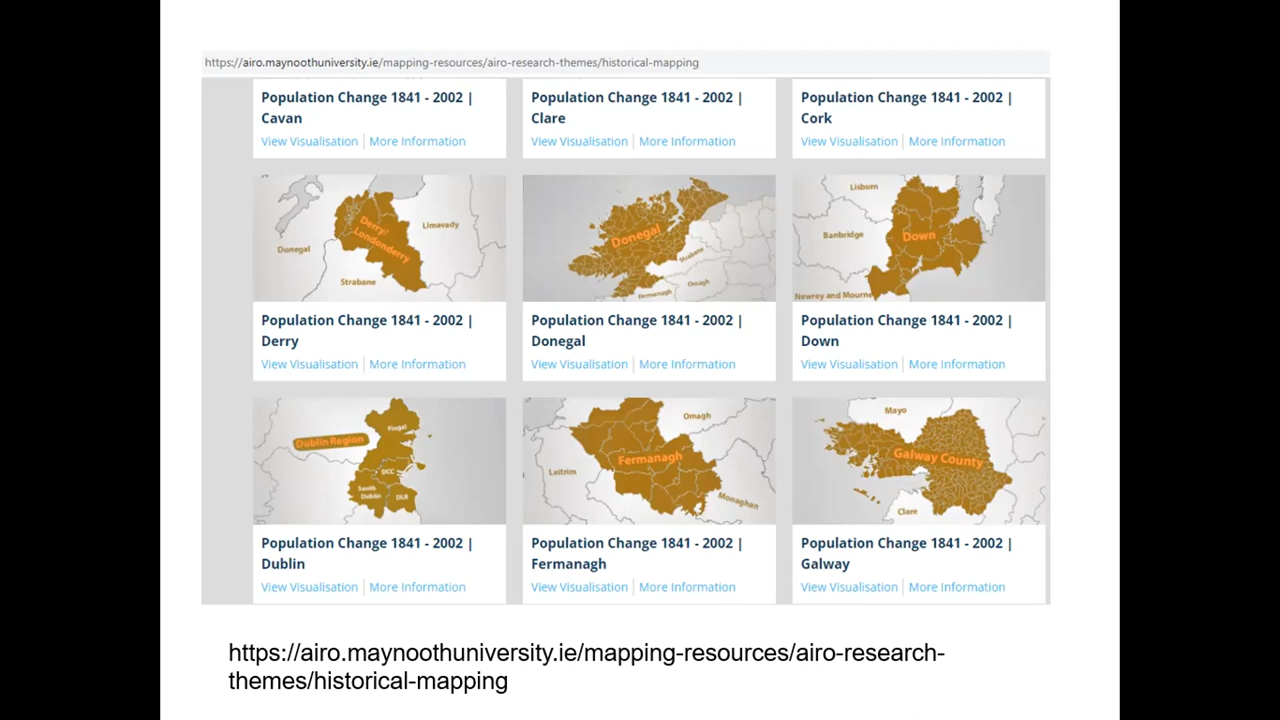 https://airo.maynoothuniversity.ie/mapping-resources/airo-research-themes/historical-mapping
Population Change 1841 - 2002 |
Cavan
View Visualisation | More Information
Population Change 1841 - 2002 |
Clare
View Visualisation | More Information
Population Change 1841 - 2002 |
Cork
View Visualisation | More Information
Donegal
Derry/
Londonderry
Limavady
Strabane
Population Change 1841 - 2002 |
Derry
View Visualisation | More Information
Donegal
Strabane
Omagh
Fermanagh
Population Change 1841 - 2002 |
Donegal
View Visualisation | More Information
Lisburn
Banbridge
Down
Newry and Mourne
Population Change 1841 - 2002 |
Down
View Visualisation | More Information
Dublin Region
Fingal
DCC
South
Dublin
DLR
Population Change 1841 - 2002 |
Dublin
View Visualisation | More Information
Omagh
Fermanagh
Leitrim
Monaghan
Population Change 1841 - 2002 |
Fermanagh
View Visualisation | More Information
Mayo
Galway County
Clare
Population Change 1841 - 2002 |
Galway
View Visualisation | More Information
https://airo.maynoothuniversity.ie/mapping-resources/airo-research-
themes/historical-mapping